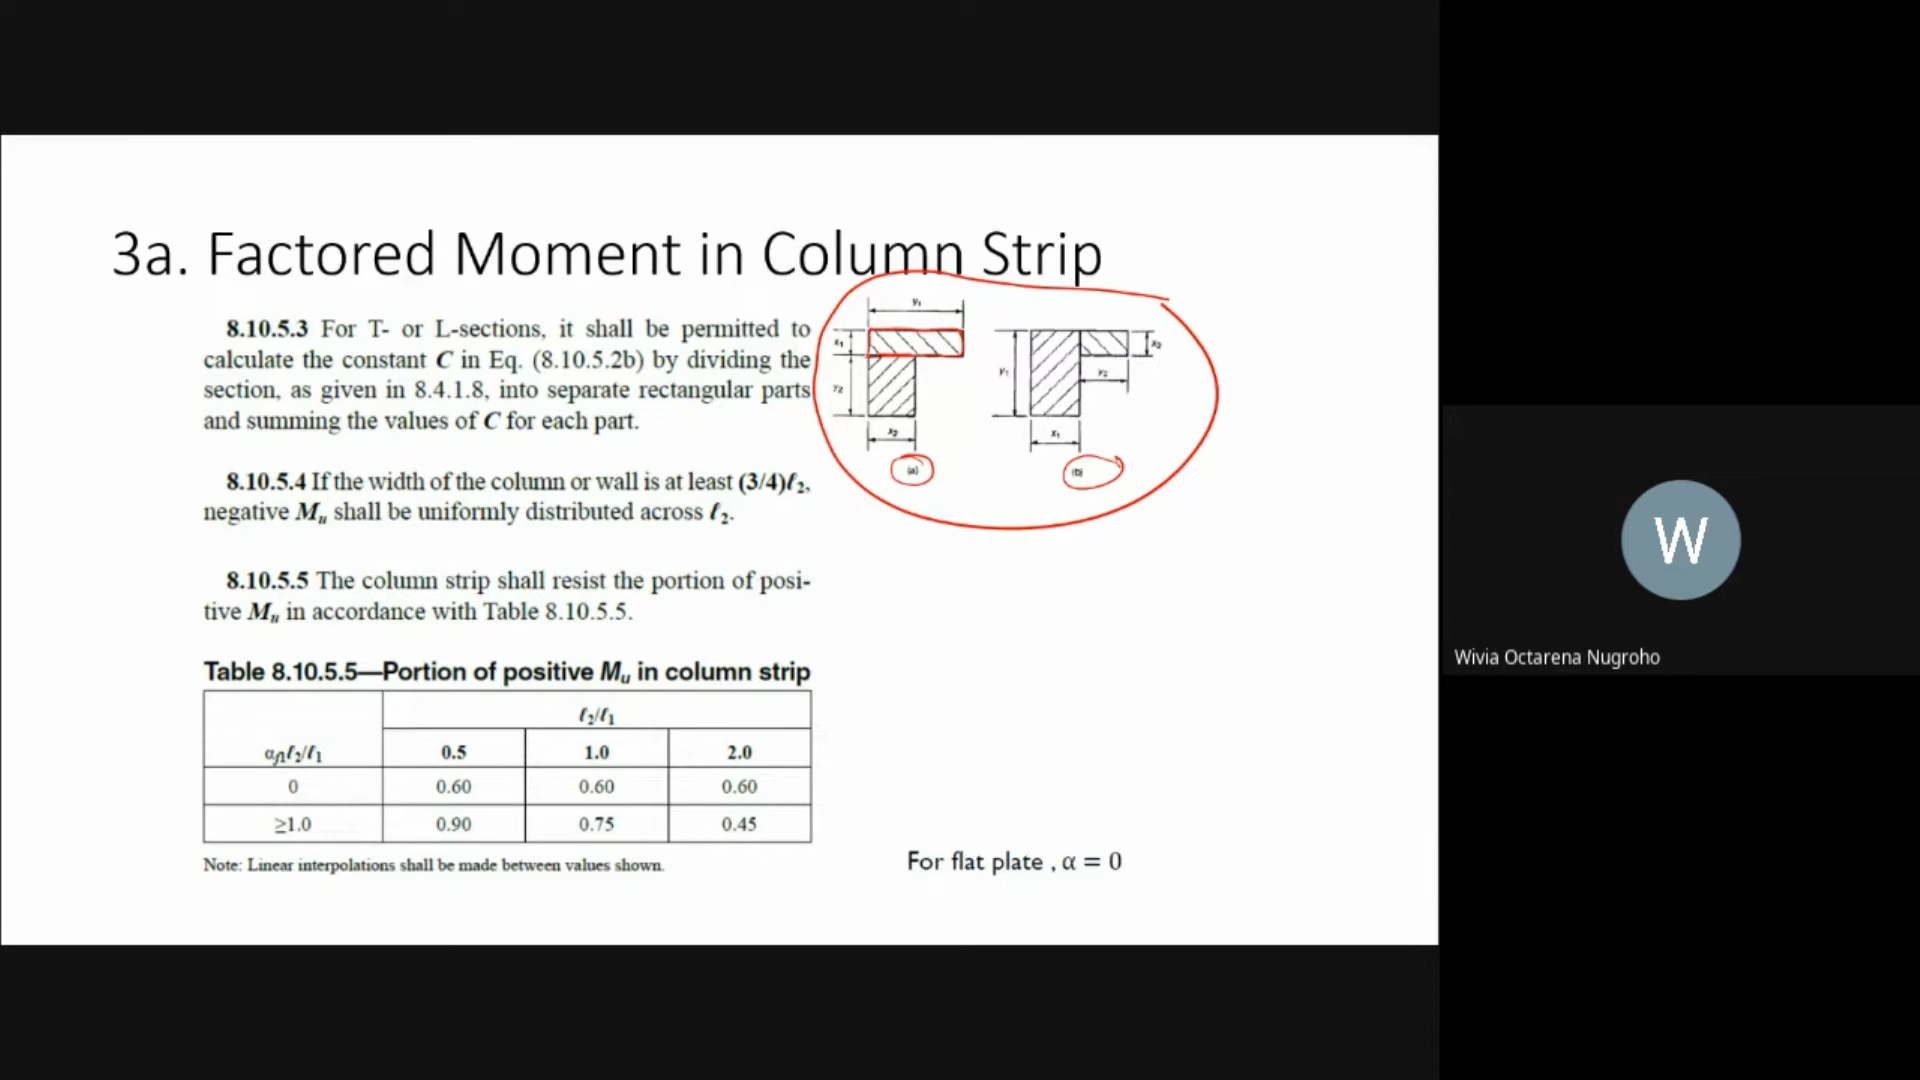 3a. Factored Moment in Column Strip
8.10.5.3 For T- or L-sections, it shall be permitted to
calculate the constant C in Eq. (8.10.5.2b) by dividing the
section, as given in 8.4.1.8, into separate rectangular parts
and summing the values of C for each part.
8.10.5.4 If the width of the column or wall is at least (3/4)ℓ₂,
negative Mᵤ shall be uniformly distributed across ℓ₂.
8.10.5.5 The column strip shall resist the portion of posi-
tive Mᵤ in accordance with Table 8.10.5.5.
Table 8.10.5.5—Portion of positive Mᵤ in column strip
ℓ₂/ℓ₁
αf1ℓ₂/ℓ₁ 0.5 1.0 2.0
0 0.60 0.60 0.60
≥1.0 0.90 0.75 0.45
Note: Linear interpolations shall be made between values shown.
y₁
x₁
y₂
x₂
(a)
y₁
x₂
y₂
x₁
(b)
For flat plate , α = 0
W
Wivia Octarena Nugroho